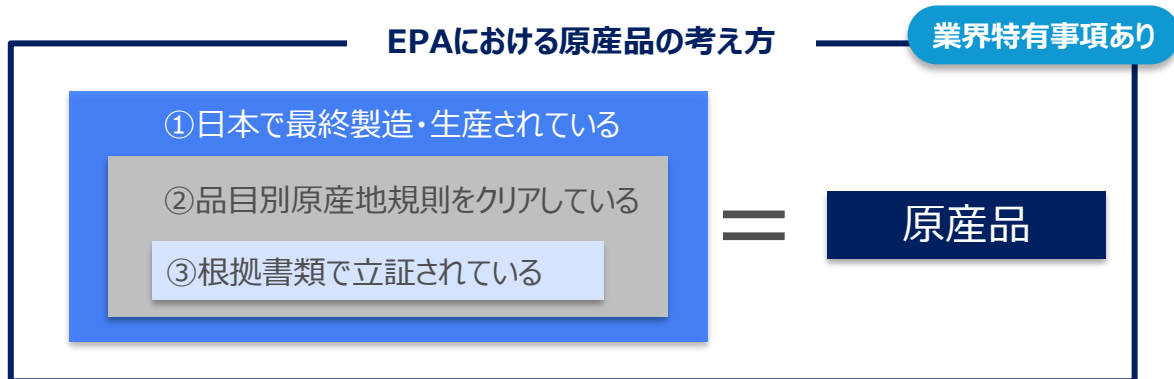 EPAにおける原産品の考え方
業界特有事項あり
①日本で最終製造・生産されている
②品目別原産地規則をクリアしている
③根拠書類で立証されている
＝
原産品